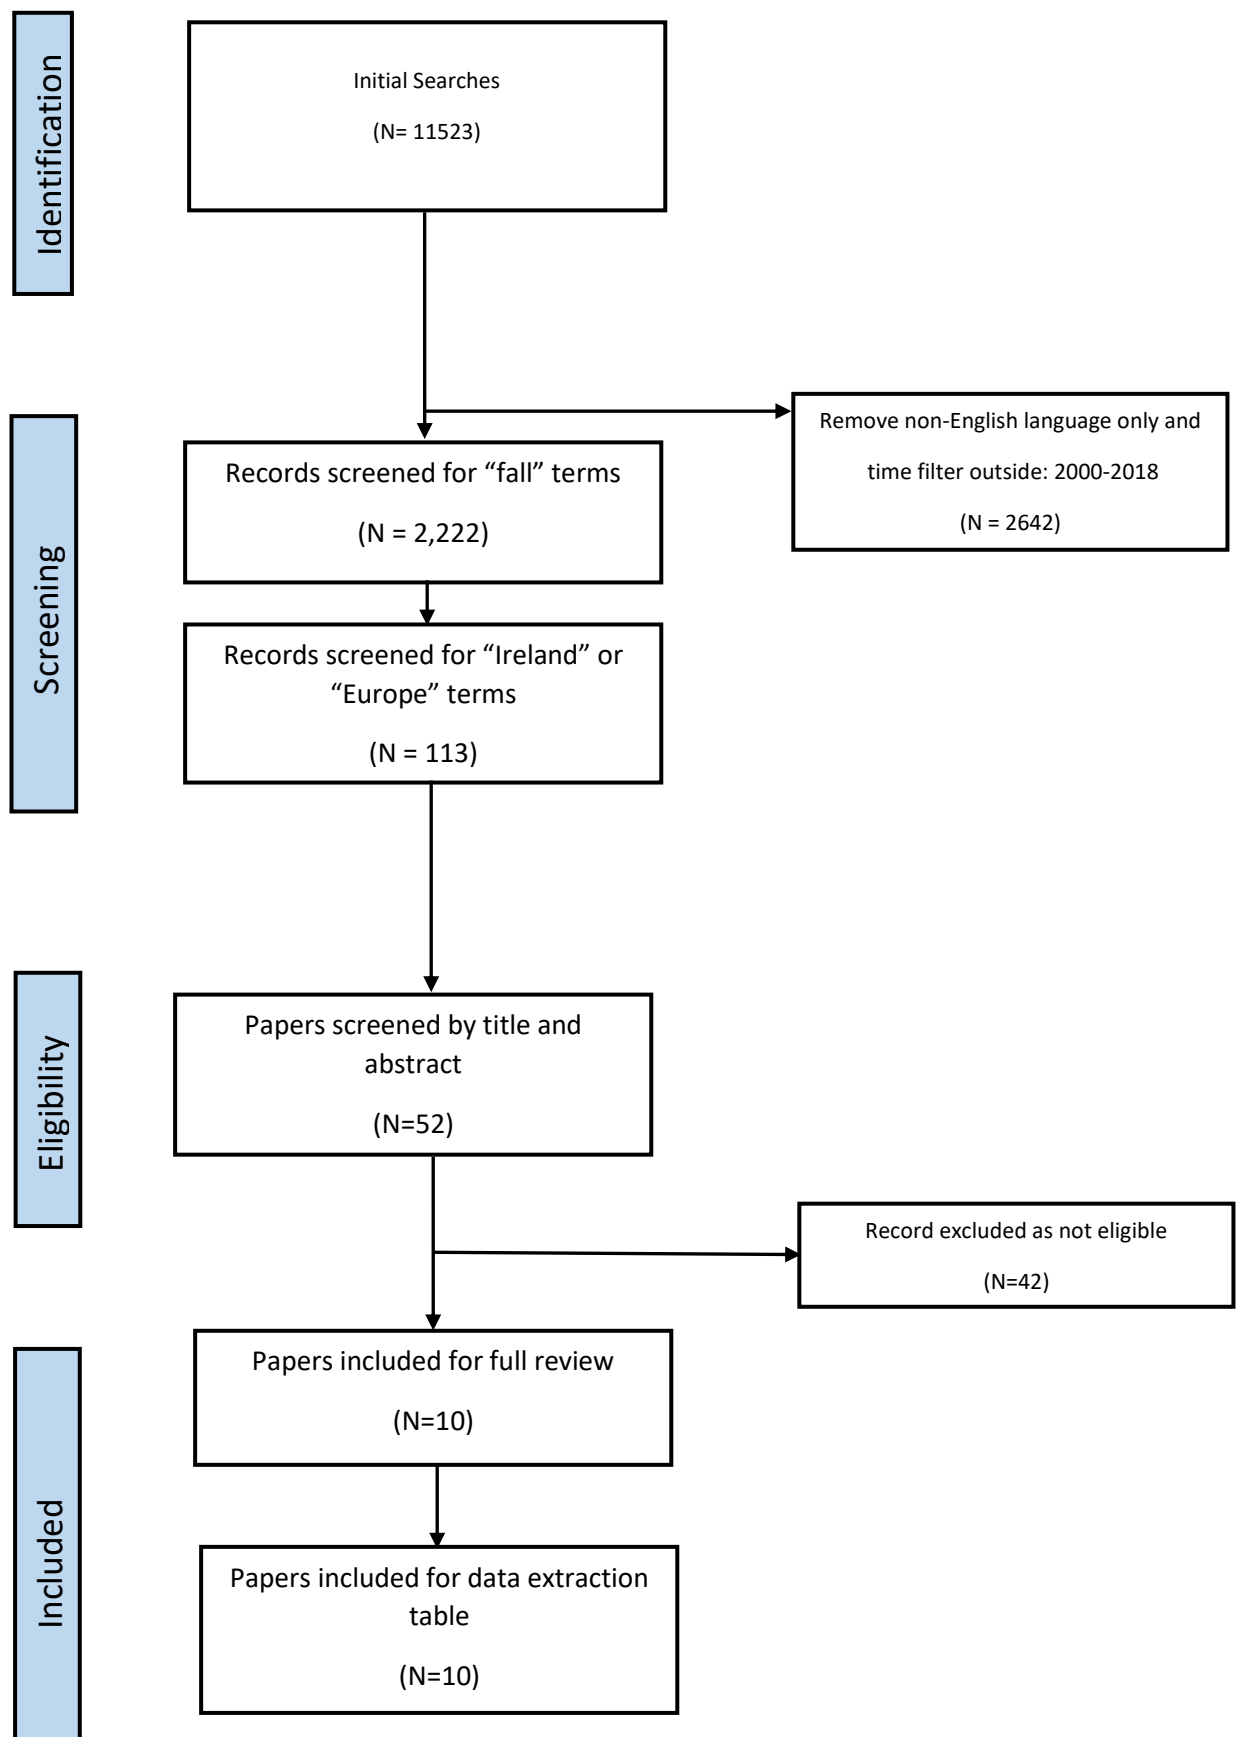 Identification
Initial Searches
(N= 11523)
Screening
Remove non-English language only and
time filter outside: 2000-2018
(N = 2642)
Records screened for “fall” terms
(N = 2,222)
Records screened for “Ireland” or
“Europe” terms
(N = 113)
Eligibility
Papers screened by title and
abstract
(N=52)
Record excluded as not eligible
(N=42)
Included
Papers included for full review
(N=10)
Papers included for data extraction
table
(N=10)